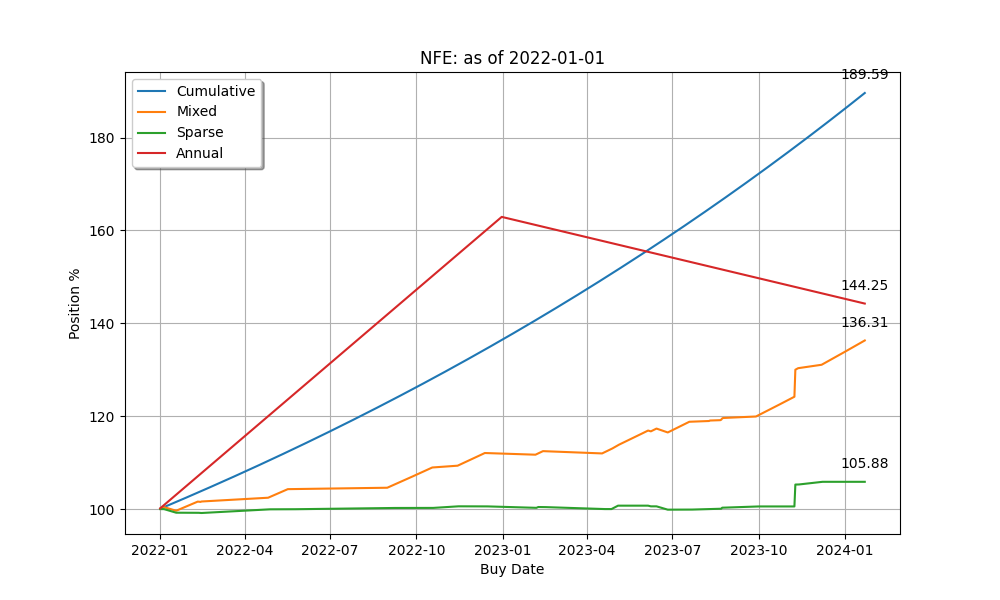 NFE: as of 2022-01-01
Cumulative
Mixed
Sparse
Annual
189.59
144.25
136.31
105.88
Position %
180
160
140
120
100
2022-01 2022-04 2022-07 2022-10 2023-01 2023-04 2023-07 2023-10 2024-01
Buy Date